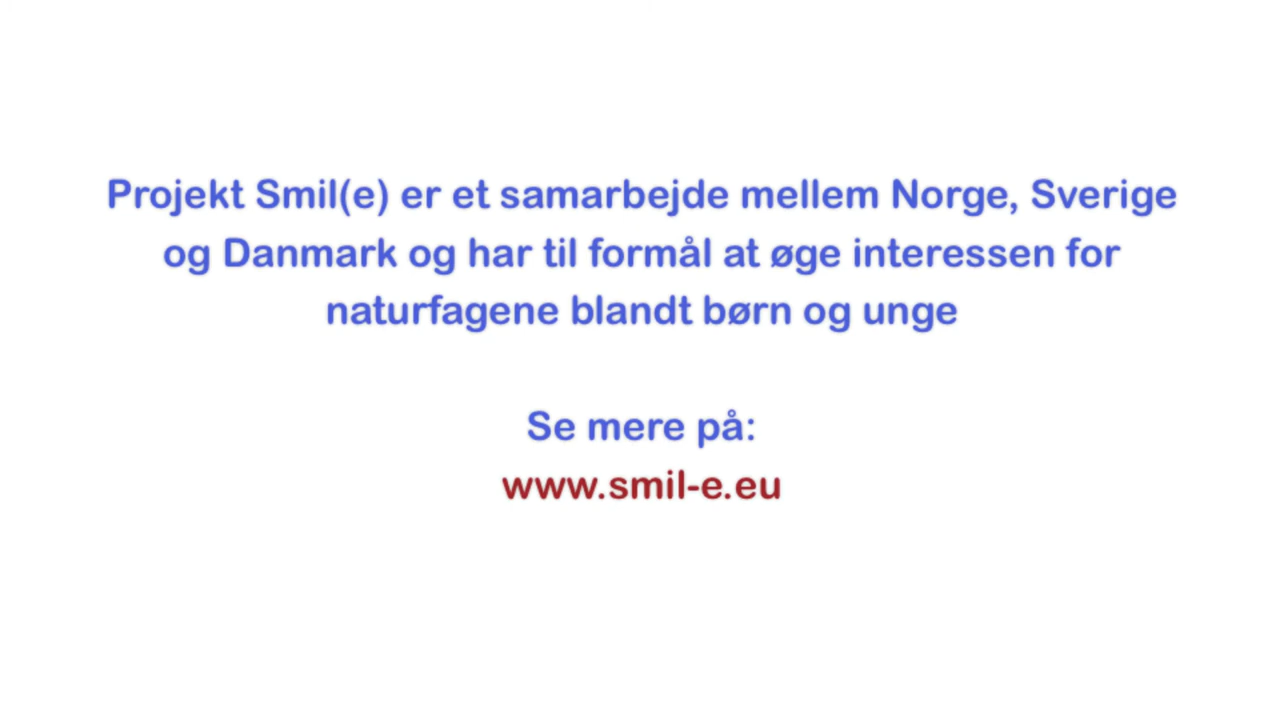 Projekt Smil(e) er et samarbejde mellem Norge, Sverige
og Danmark og har til formål at øge interessen for
naturfagene blandt børn og unge
Se mere på:
www.smil-e.eu